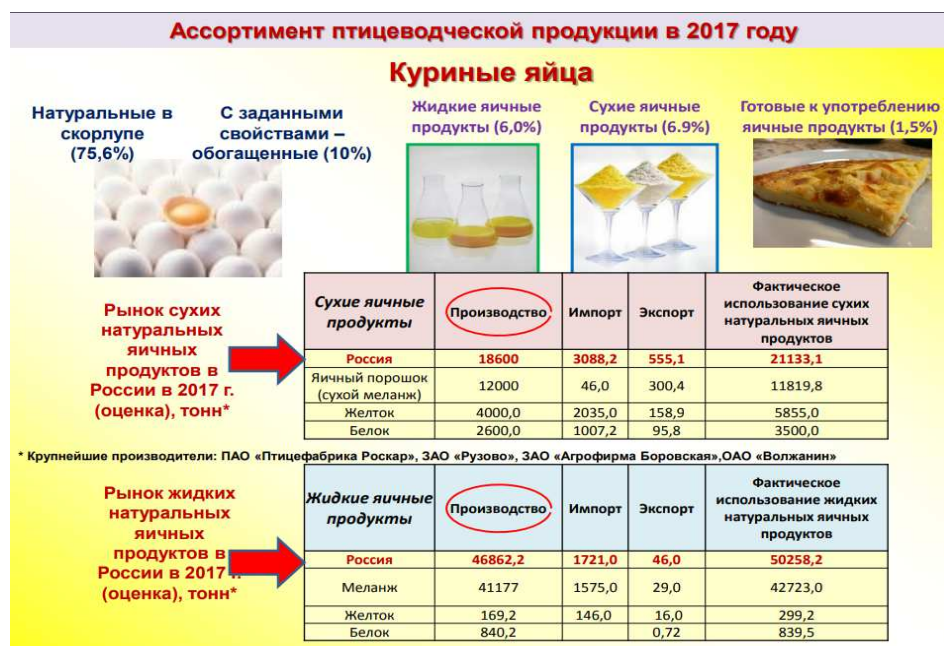 Ассортимент птицеводческой продукции в 2017 году
Куриные яйца
Натуральные в
скорлупе
(75,6%)
С заданными
свойствами –
обогащенные (10%)
Жидкие яичные
продукты (6,0%)
Сухие яичные
продукты (6.9%)
Готовые к употреблению
яичные продукты (1,5%)
Рынок сухих
натуральных
яичных
продуктов в
России в 2017 г.
(оценка), тонн*
Сухие яичные
продукты
Производство
Импорт
Экспорт
Фактическое
использование сухих
натуральных яичных
продуктов
Россия 18600 3088,2 555,1 21133,1
Яичный порошок
(сухой меланж) 12000 46,0 300,4 11819,8
Желток 4000,0 2035,0 158,9 5855,0
Белок 2600,0 1007,2 95,8 3500,0
* Крупнейшие производители: ПАО «Птицефабрика Роскар», ЗАО «Рузово», ЗАО «Агрофирма Боровская»,ОАО «Волжанин»
Рынок жидких
натуральных
яичных
продуктов в
России в 2017 г.
(оценка), тонн*
Жидкие яичные
продукты
Производство
Импорт
Экспорт
Фактическое
использование жидких
натуральных яичных
продуктов
Россия 46862,2 1721,0 46,0 50258,2
Меланж 41177 1575,0 29,0 42723,0
Желток 169,2 146,0 16,0 299,2
Белок 840,2 0,72 839,5